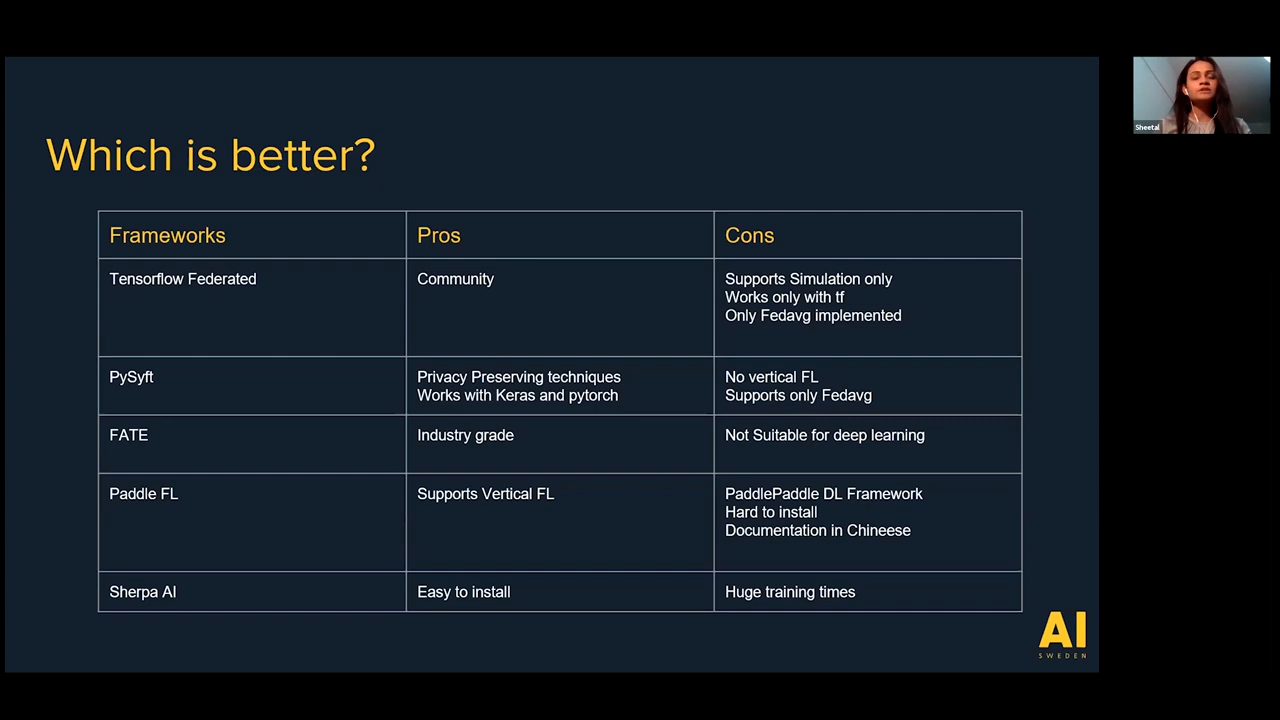 Which is better?
Frameworks
Pros
Cons
Tensorflow Federated
Community
Supports Simulation only
Works only with tf
Only Fedavg implemented
PySyft
Privacy Preserving techniques
Works with Keras and pytorch
No vertical FL
Supports only Fedavg
FATE
Industry grade
Not Suitable for deep learning
Paddle FL
Supports Vertical FL
PaddlePaddle DL Framework
Hard to install
Documentation in Chineese
Sherpa AI
Easy to install
Huge training times
AI
SWEDEN
Sheetal